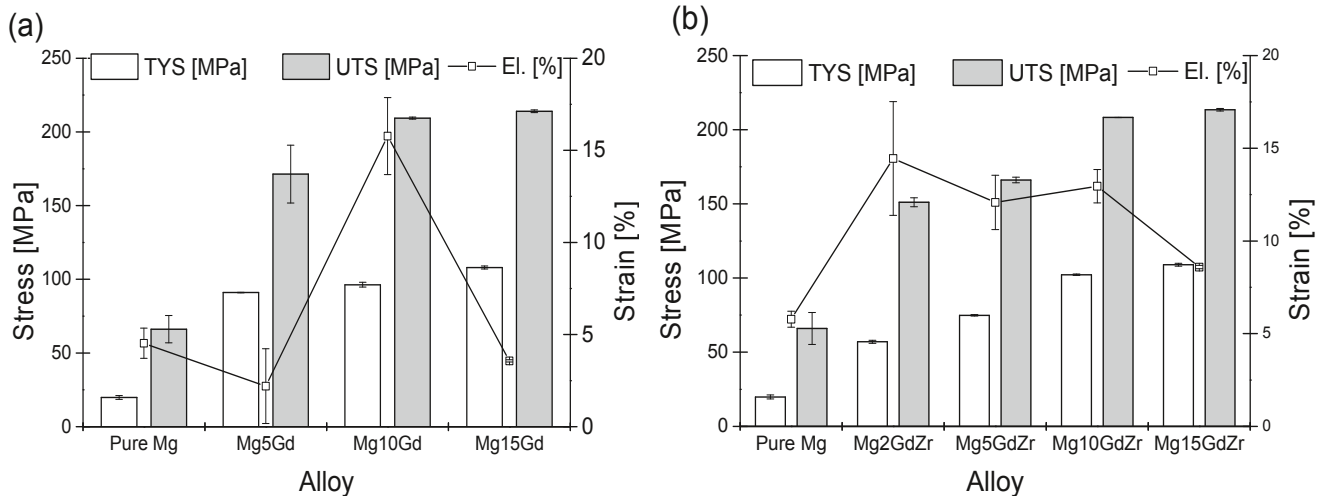 (a)
TYS [MPa] UTS [MPa] El. [%]
250
200
150
100
50
0
20
15
10
5
0
Stress [MPa]
Strain [%]
Pure Mg Mg5Gd Mg10Gd Mg15Gd
Alloy
(b)
TYS [MPa] UTS [MPa] El. [%]
250
200
150
100
50
0
20
15
10
5
0
Stress [MPa]
Strain [%]
Pure Mg Mg2GdZr Mg5GdZr Mg10GdZr Mg15GdZr
Alloy